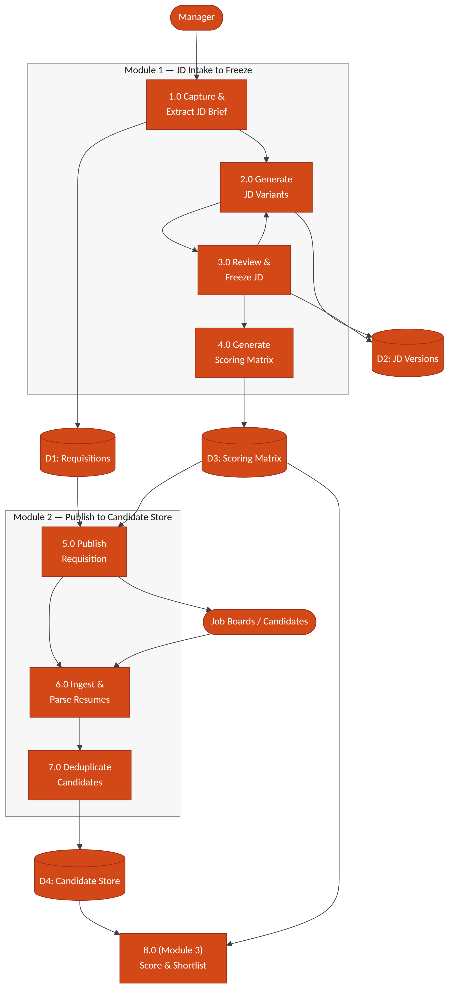 Manager
Module 1 — JD Intake to Freeze
1.0 Capture &
Extract JD Brief
2.0 Generate
JD Variants
3.0 Review &
Freeze JD
4.0 Generate
Scoring Matrix
D2: JD Versions
D1: Requisitions
D3: Scoring Matrix
Module 2 — Publish to Candidate Store
5.0 Publish
Requisition
Job Boards / Candidates
6.0 Ingest &
Parse Resumes
7.0 Deduplicate
Candidates
D4: Candidate Store
8.0 (Module 3)
Score & Shortlist